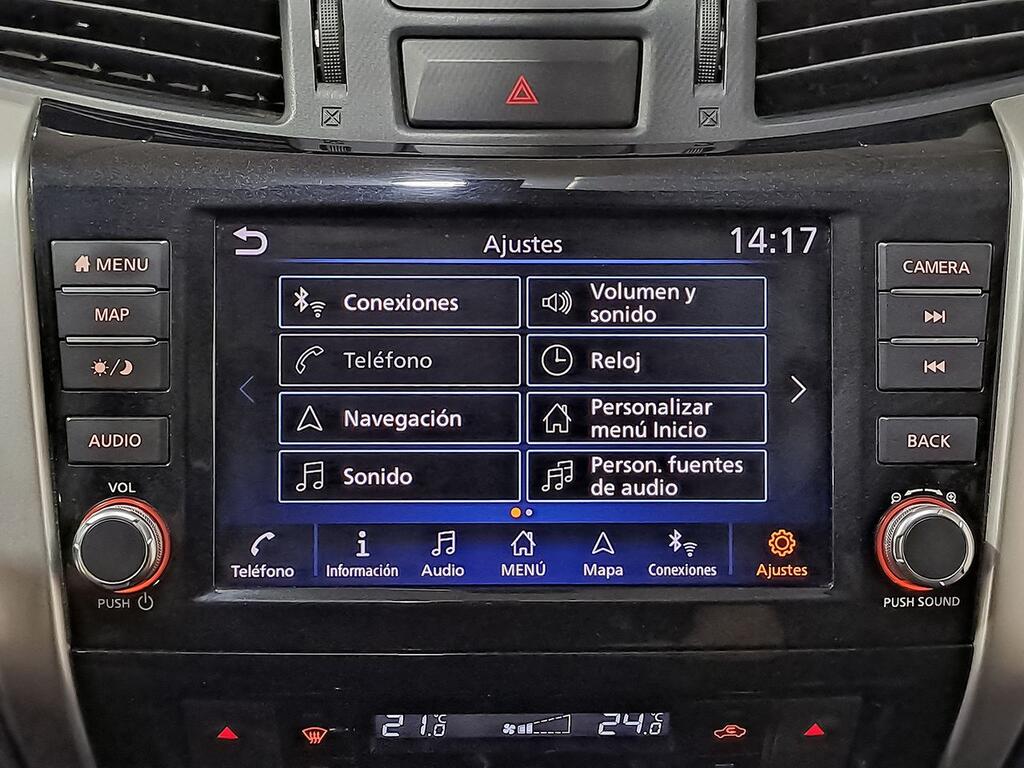 MENU
MAP
AUDIO
VOL
PUSH
Ajustes 14:17
Conexiones
Volumen y
sonido
Teléfono
Reloj
Navegación
Personalizar
menú Inicio
Sonido
Person. fuentes
de audio
Teléfono Información Audio MENÚ Mapa Conexiones Ajustes
CAMERA
BACK
PUSH SOUND
21.0°C 24.0°C